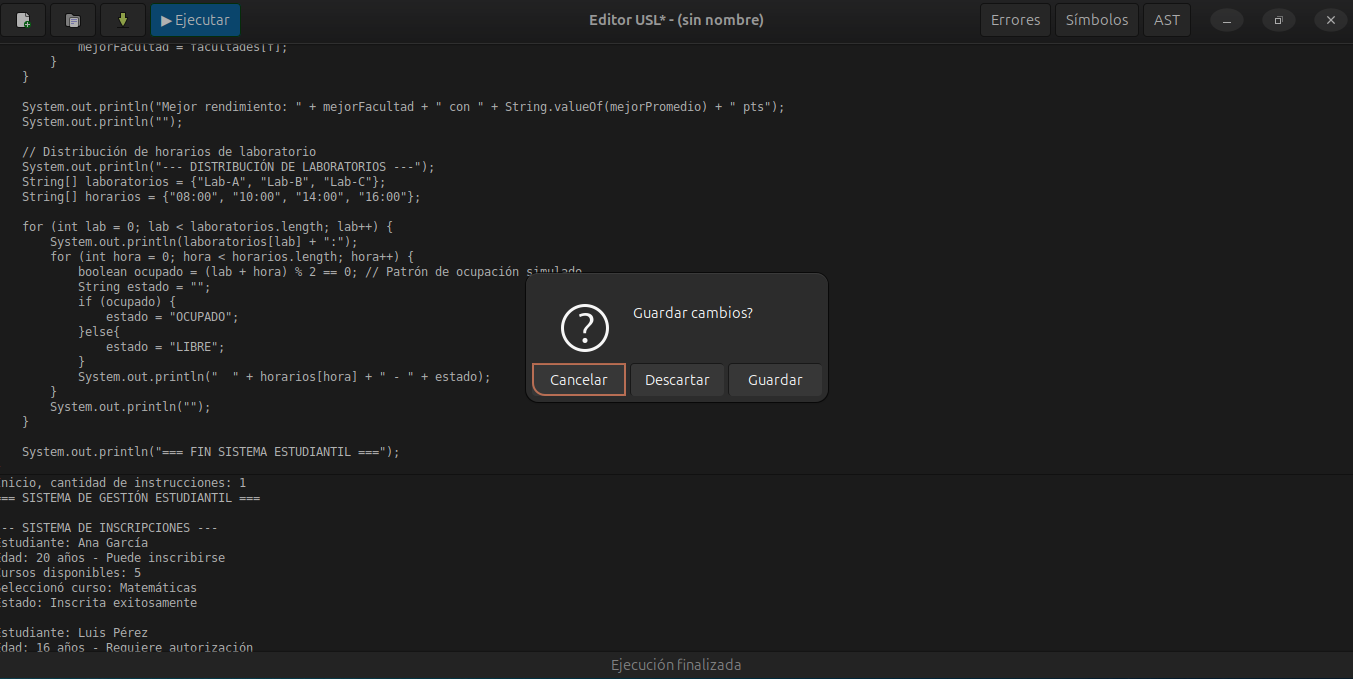 ▶ Ejecutar
Editor USL* - (sin nombre)
Errores
Símbolos
AST
mejorFacultad = facultades[f];
}
}
System.out.println("Mejor rendimiento: " + mejorFacultad + " con " + String.valueOf(mejorPromedio) + " pts");
System.out.println("");
// Distribución de horarios de laboratorio
System.out.println("--- DISTRIBUCIÓN DE LABORATORIOS ---");
String[] laboratorios = {"Lab-A", "Lab-B", "Lab-C"};
String[] horarios = {"08:00", "10:00", "14:00", "16:00"};
for (int lab = 0; lab < laboratorios.length; lab++) {
System.out.println(laboratorios[lab] + ":");
for (int hora = 0; hora < horarios.length; hora++) {
boolean ocupado = (lab + hora) % 2 == 0; // Patrón de ocupación simulado
String estado = "";
if (ocupado) {
estado = "OCUPADO";
}else{
estado = "LIBRE";
}
System.out.println("  " + horarios[hora] + " - " + estado);
}
System.out.println("");
}
System.out.println("=== FIN SISTEMA ESTUDIANTIL ===");
Guardar cambios?
Cancelar
Descartar
Guardar
nicio, cantidad de instrucciones: 1
== SISTEMA DE GESTIÓN ESTUDIANTIL ===
-- SISTEMA DE INSCRIPCIONES ---
Estudiante: Ana García
Edad: 20 años - Puede inscribirse
Cursos disponibles: 5
Seleccionó curso: Matemáticas
Estado: Inscrita exitosamente
Estudiante: Luis Pérez
Edad: 16 años - Requiere autorización
Ejecución finalizada